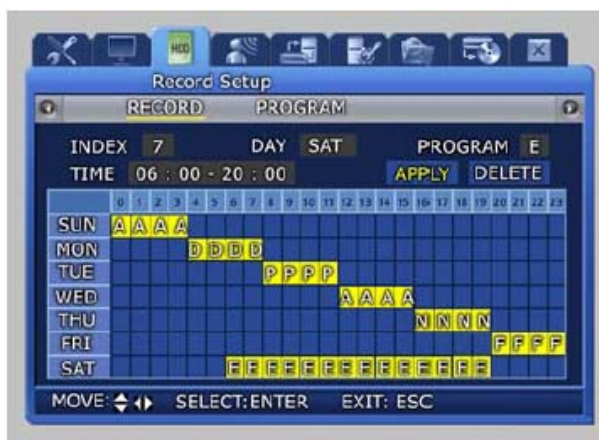 HDD
Record Setup
RECORD PROGRAM
INDEX 7 DAY SAT PROGRAM E
TIME 06 : 00 - 20 : 00 APPLY DELETE
0 1 2 3 4 5 6 7 8 9 10 11 12 13 14 15 16 17 18 19 20 21 22 23
SUN A A A A
MON D D D D
TUE P P P P
WED A A A A
THU N N N N
FRI F F F F
SAT E E E E E E E E E E E E E E
MOVE: SELECT:ENTER EXIT: ESC